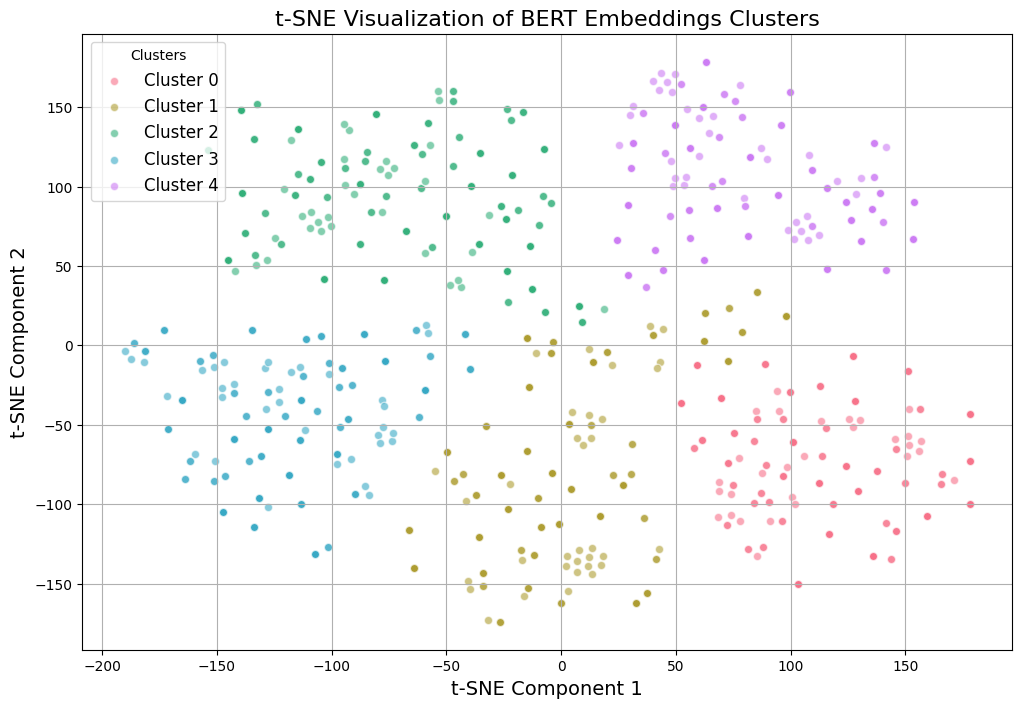 t-SNE Visualization of BERT Embeddings Clusters
Clusters
Cluster 0
Cluster 1
Cluster 2
Cluster 3
Cluster 4
t-SNE Component 2
150
100
50
0
−50
−100
−150
−200
−150
−100
−50
0
50
100
150
t-SNE Component 1